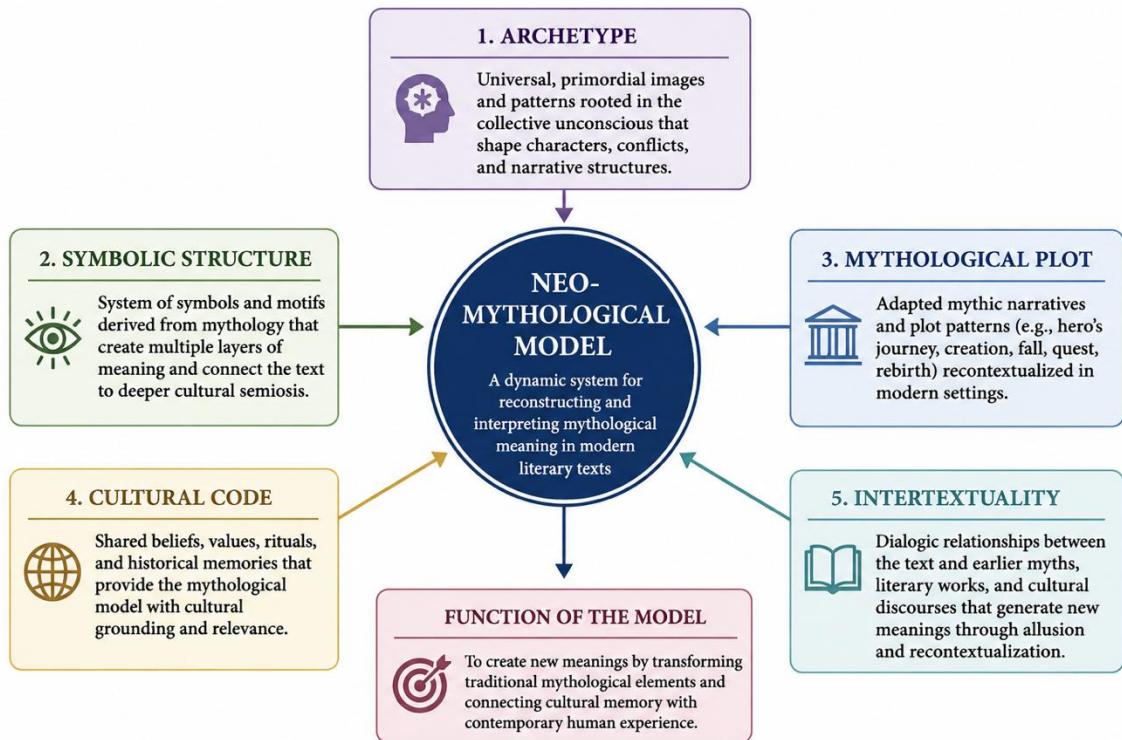 1. ARCHETYPE
Universal, primordial images
and patterns rooted in the
collective unconscious that
shape characters, conflicts,
and narrative structures.
2. SYMBOLIC STRUCTURE
System of symbols and motifs
derived from mythology that
create multiple layers of
meaning and connect the text
to deeper cultural semiosis.
NEO-
MYTHOLOGICAL
MODEL
A dynamic system for
reconstructing and
interpreting mythological
meaning in modern
literary texts
3. MYTHOLOGICAL PLOT
Adapted mythic narratives
and plot patterns (e.g., hero's
journey, creation, fall, quest,
rebirth) recontextualized in
modern settings.
4. CULTURAL CODE
Shared beliefs, values, rituals,
and historical memories that
provide the mythological
model with cultural
grounding and relevance.
5. INTERTEXTUALITY
Dialogic relationships between
the text and earlier myths,
literary works, and cultural
discourses that generate new
meanings through allusion
and recontextualization.
FUNCTION OF THE MODEL
To create new meanings by transforming
traditional mythological elements and
connecting cultural memory with
contemporary human experience.